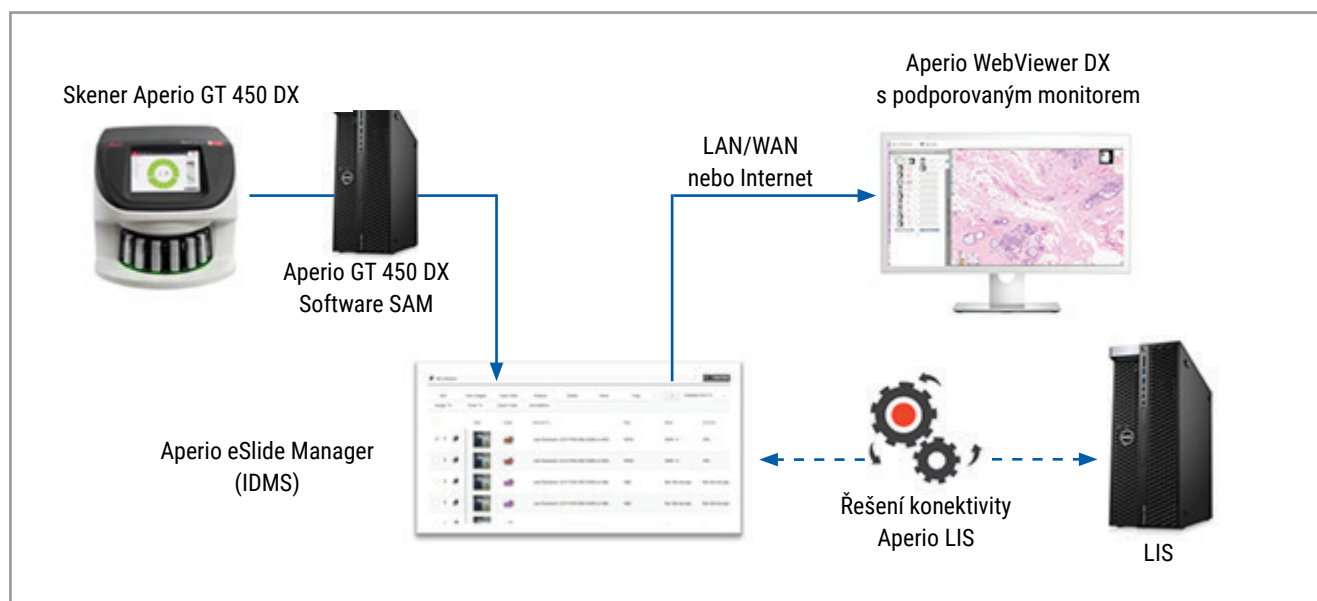 Skener Aperio GT 450 DX
Aperio GT 450 DX
Software SAM
LAN/WAN
nebo Internet
Aperio WebViewer DX
s podporovaným monitorem
Aperio eSlide Manager
(IDMS)
Řešení konektivity
Aperio LIS
LIS